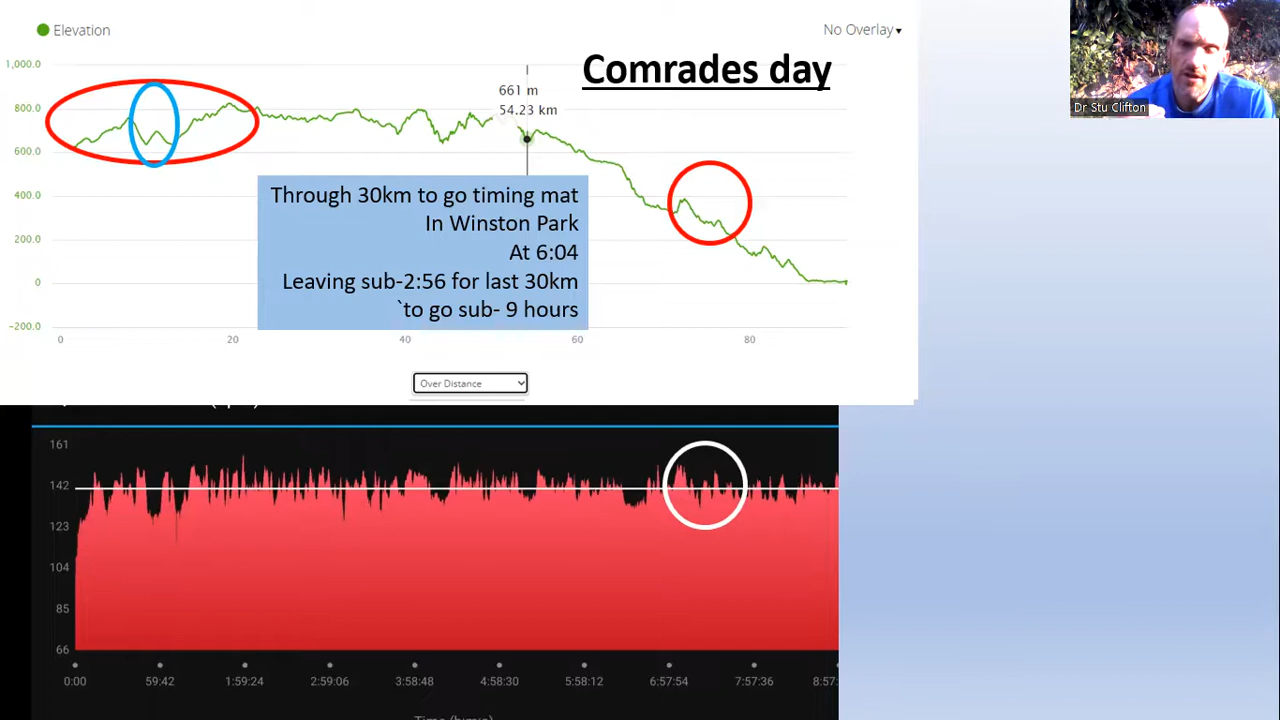 Elevation
No Overlay
Comrades day
Dr Stu Clifton
1,000.0
800.0
600.0
400.0
200.0
0
-200.0
661 m
54.23 km
Through 30km to go timing mat
In Winston Park
At 6:04
Leaving sub-2:56 for last 30km
`to go sub- 9 hours
0 20 40 60 80
Over Distance
161
142
123
104
85
66
0:00 59:42 1:59:24 2:59:06 3:58:48 4:58:30 5:58:12 6:57:54 7:57:36 8:57: